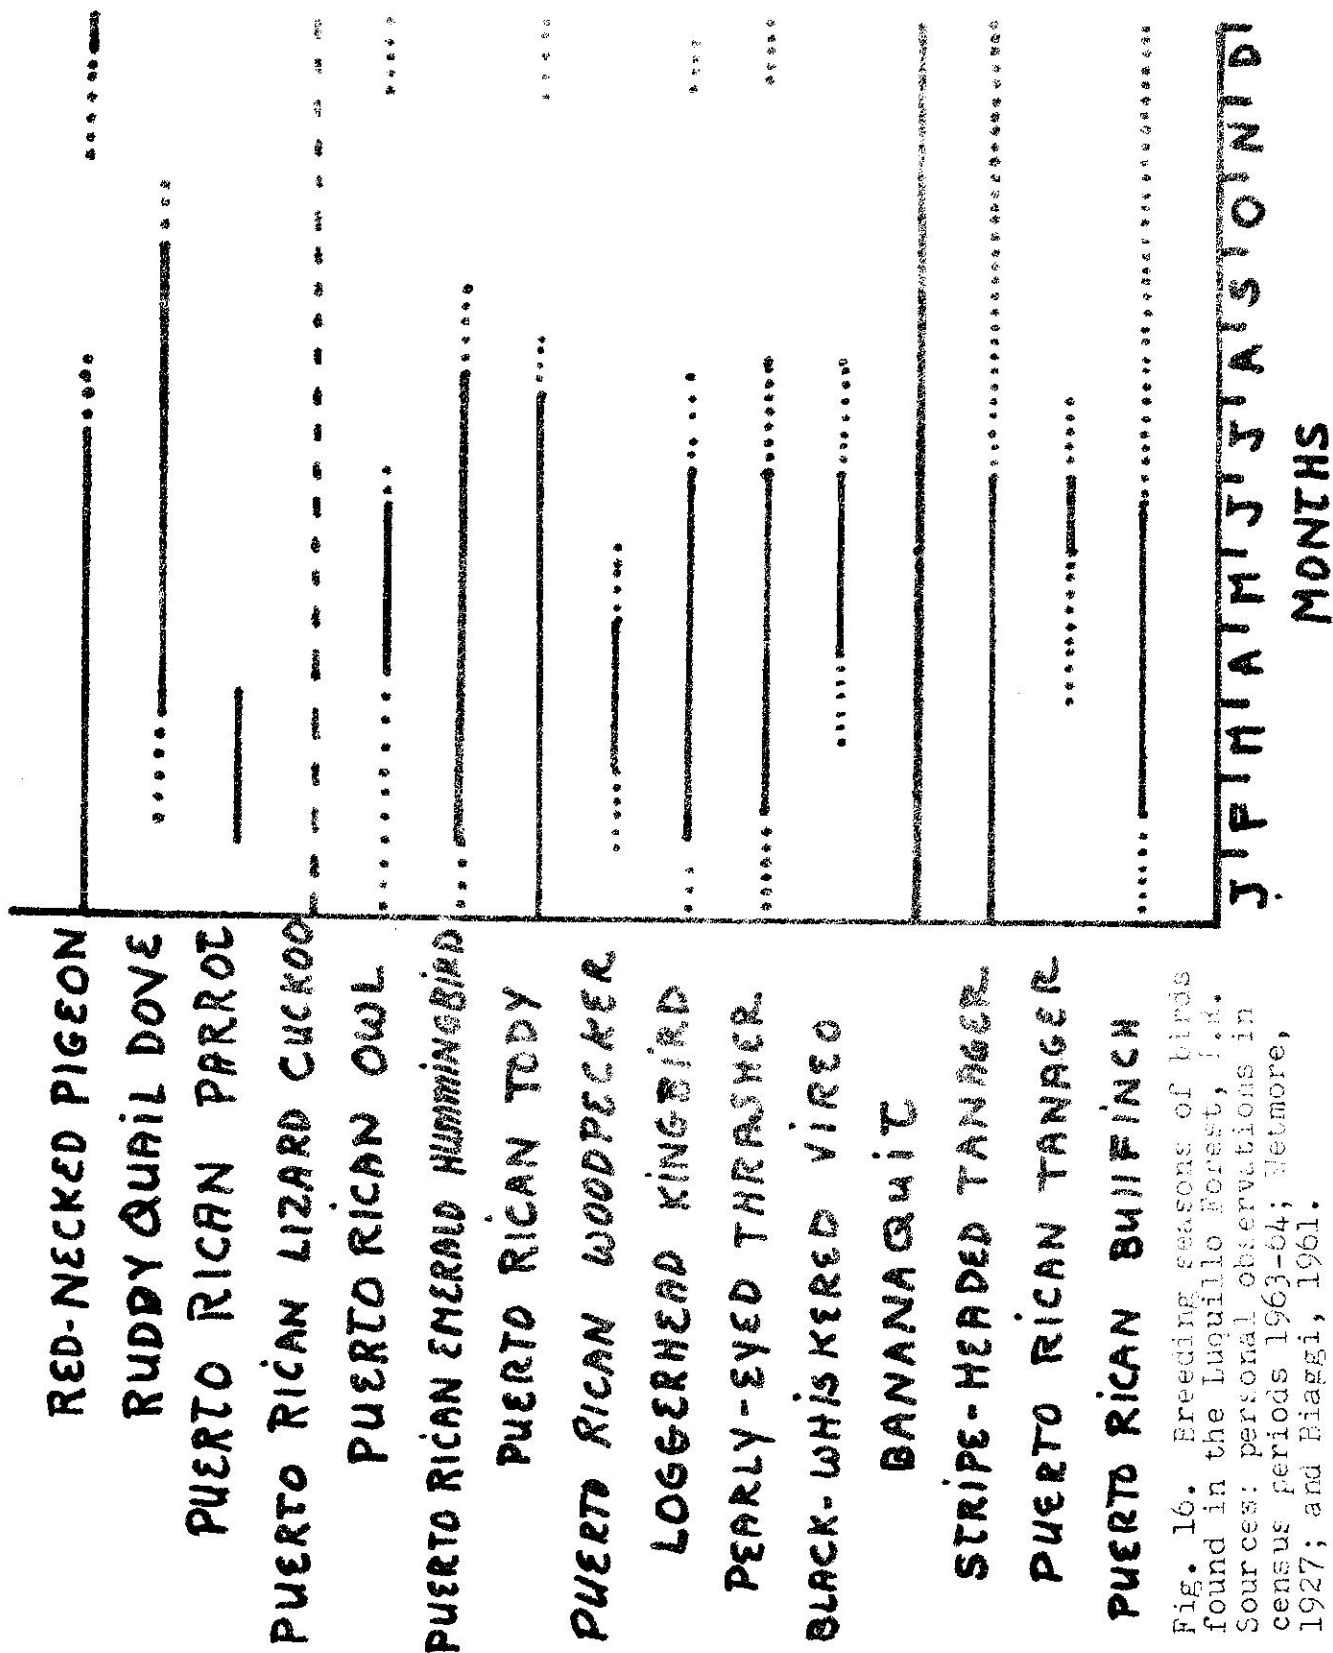 RED-NECKED PIGEON
RUDDY QUAIL DOVE
PUERTO RICAN PARROT
PUERTO RICAN LIZARD CUCKOO
PUERTO RICAN OWL
PUERTO RICAN EMERALD HUMMINGBIRD
PUERTO RICAN TODY
PUERTO RICAN WOODPECKER
LOGGERHEAD KINGBIRD
PEARLY-EYED THRASHER
BLACK-WHISKERED VIREO
BANANAQUIT
STRIPE-HEADED TANAGER
PUERTO RICAN TANAGER
PUERTO RICAN BULLFINCH
J F M A M J J A S O N D
MONTHS
Fig. 16. Breeding seasons of birds
found in the Luquillo Forest, P.R.
Sources: personal observations in
census periods 1963-64; Wetmore,
1927; and Biaggi, 1961.